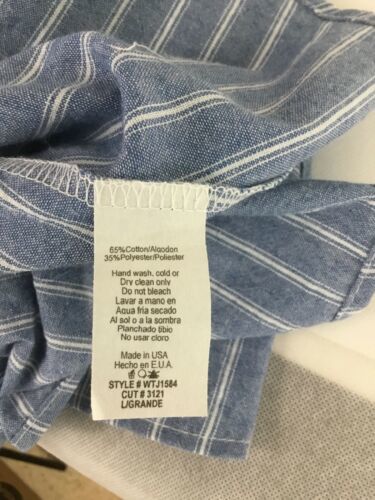 65%Cotton/Algodon
35%Polyester/Poliester
Hand wash, cold or
Dry clean only
Do not bleach
Lavar a mano en
Agua fria secado
Al sol o a la sombra
Planchado tibio
No usar cloro
Made in USA
Hecho en E.U.A.
STYLE # WTJ1584
CUT # 3121
L/GRANDE